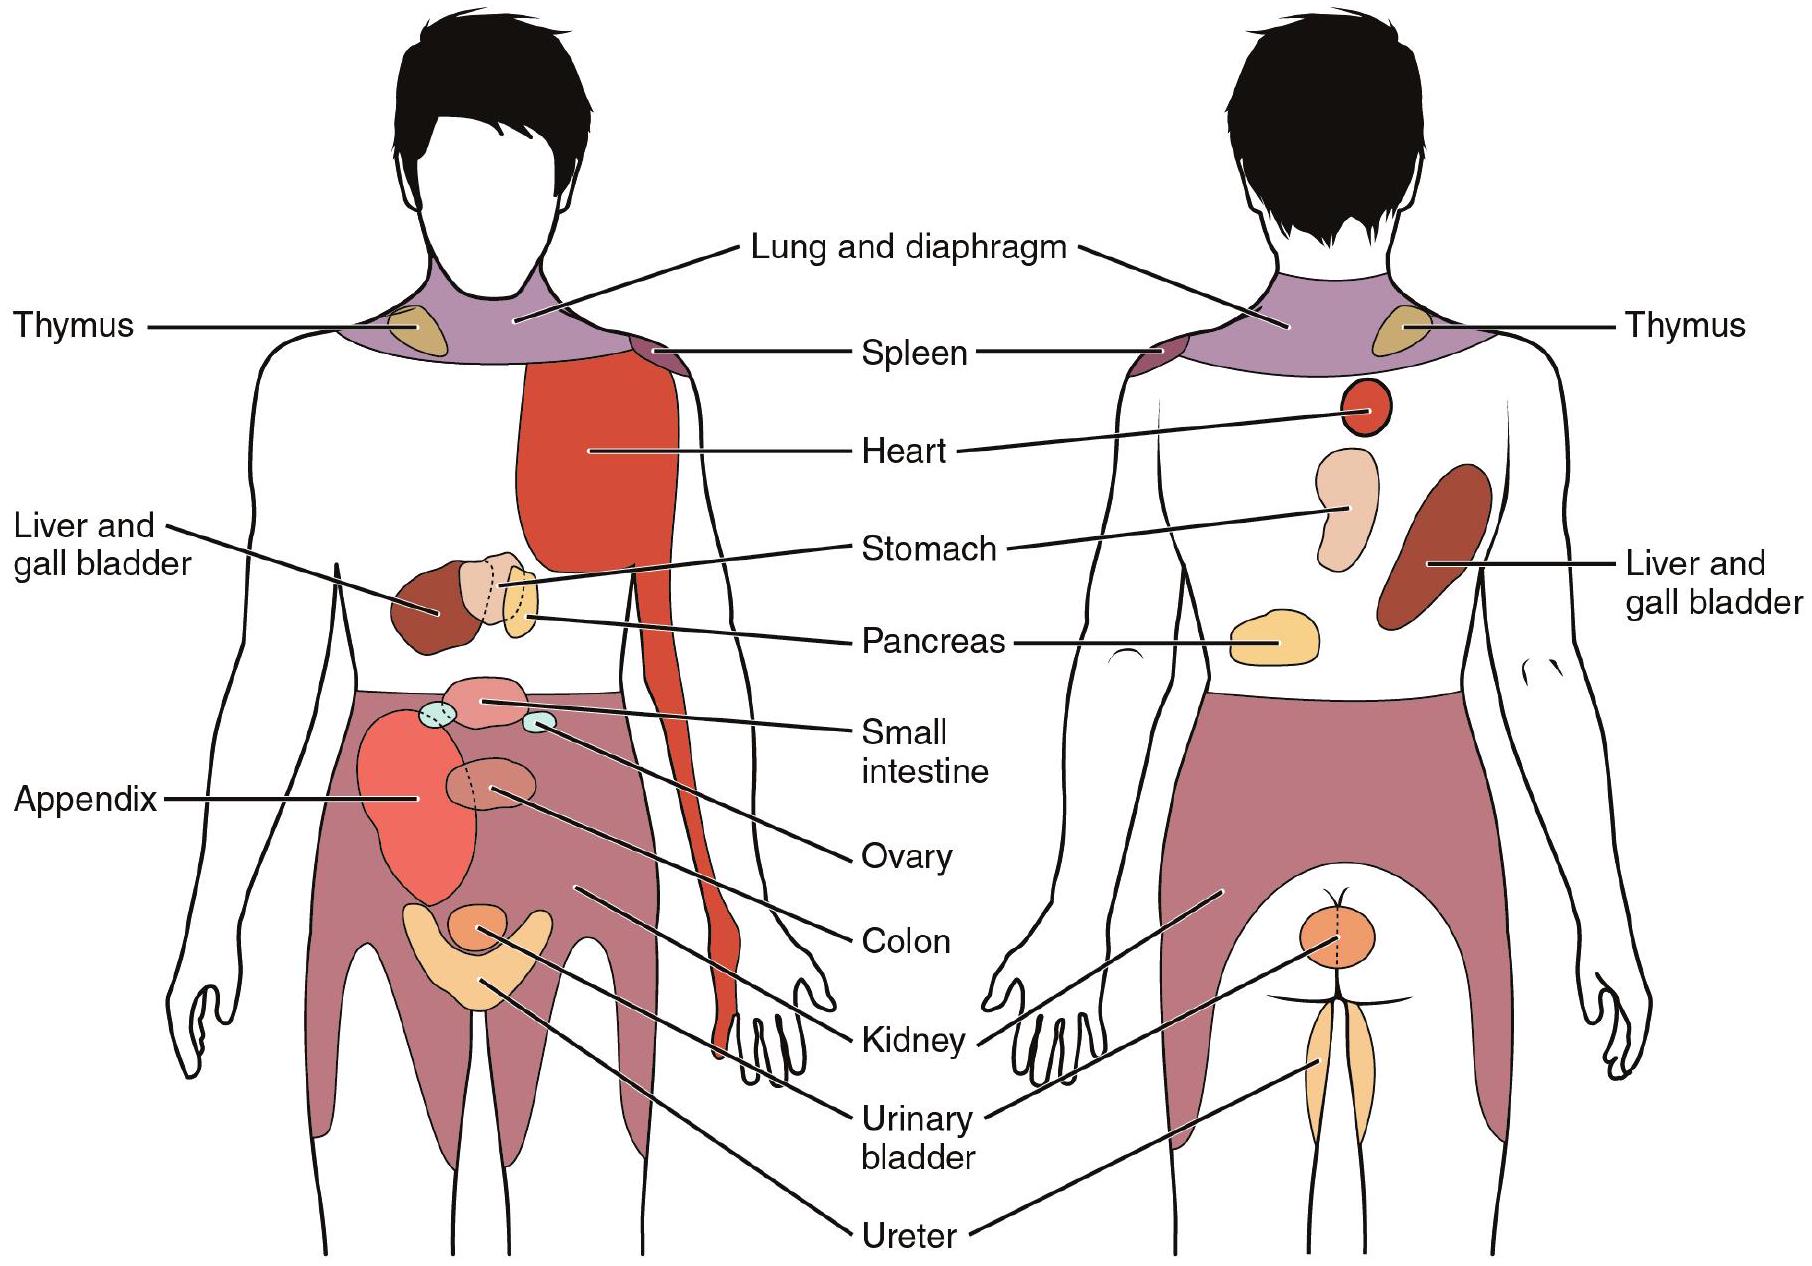 Lung and diaphragm
Thymus
Thymus
Spleen
Heart
Liver and
gall bladder
Stomach
Liver and
gall bladder
Pancreas
Small
intestine
Appendix
Ovary
Colon
Kidney
Urinary
bladder
Ureter